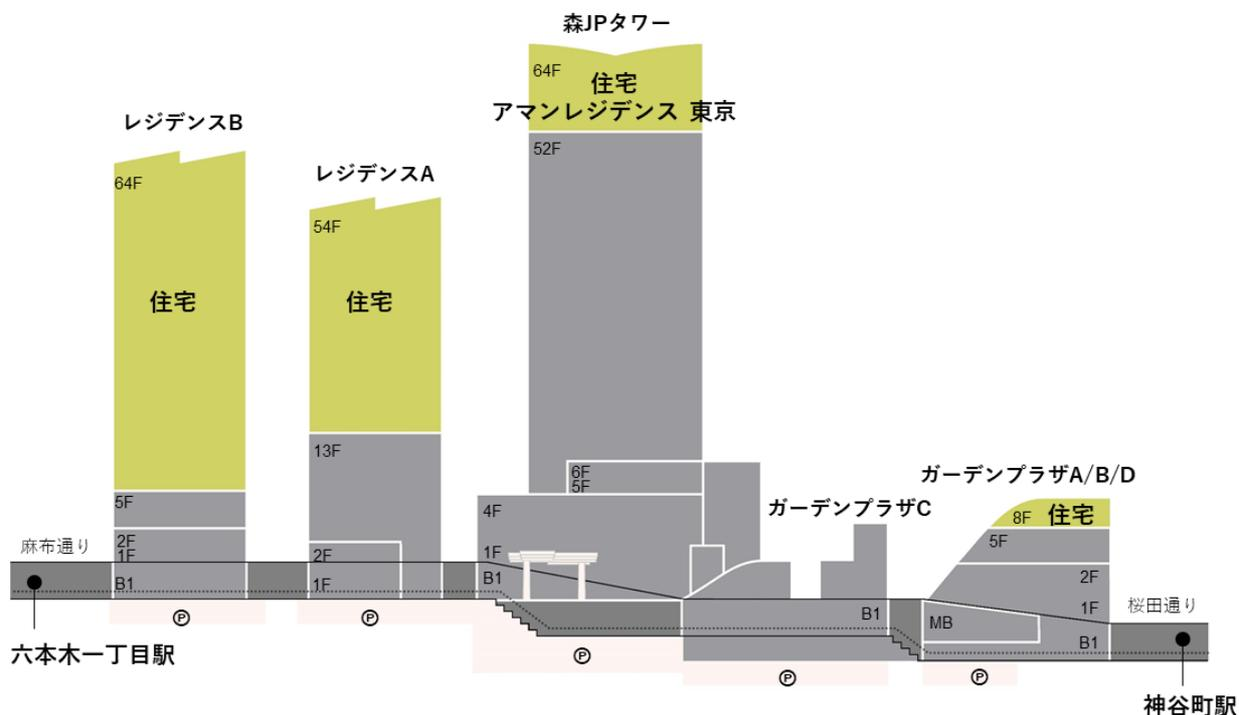 森JPタワー
64F
住宅
アマンレジデンス 東京
52F
6F
5F
4F
1F
B1
レジデンスB
64F
住宅
5F
2F
1F
B1
レジデンスA
54F
住宅
13F
2F
1F
ガーデンプラザC
B1
ガーデンプラザA/B/D
8F 住宅
5F
2F
1F
MB
B1
麻布通り
六本木一丁目駅
桜田通り
神谷町駅
P
P
P
P
P